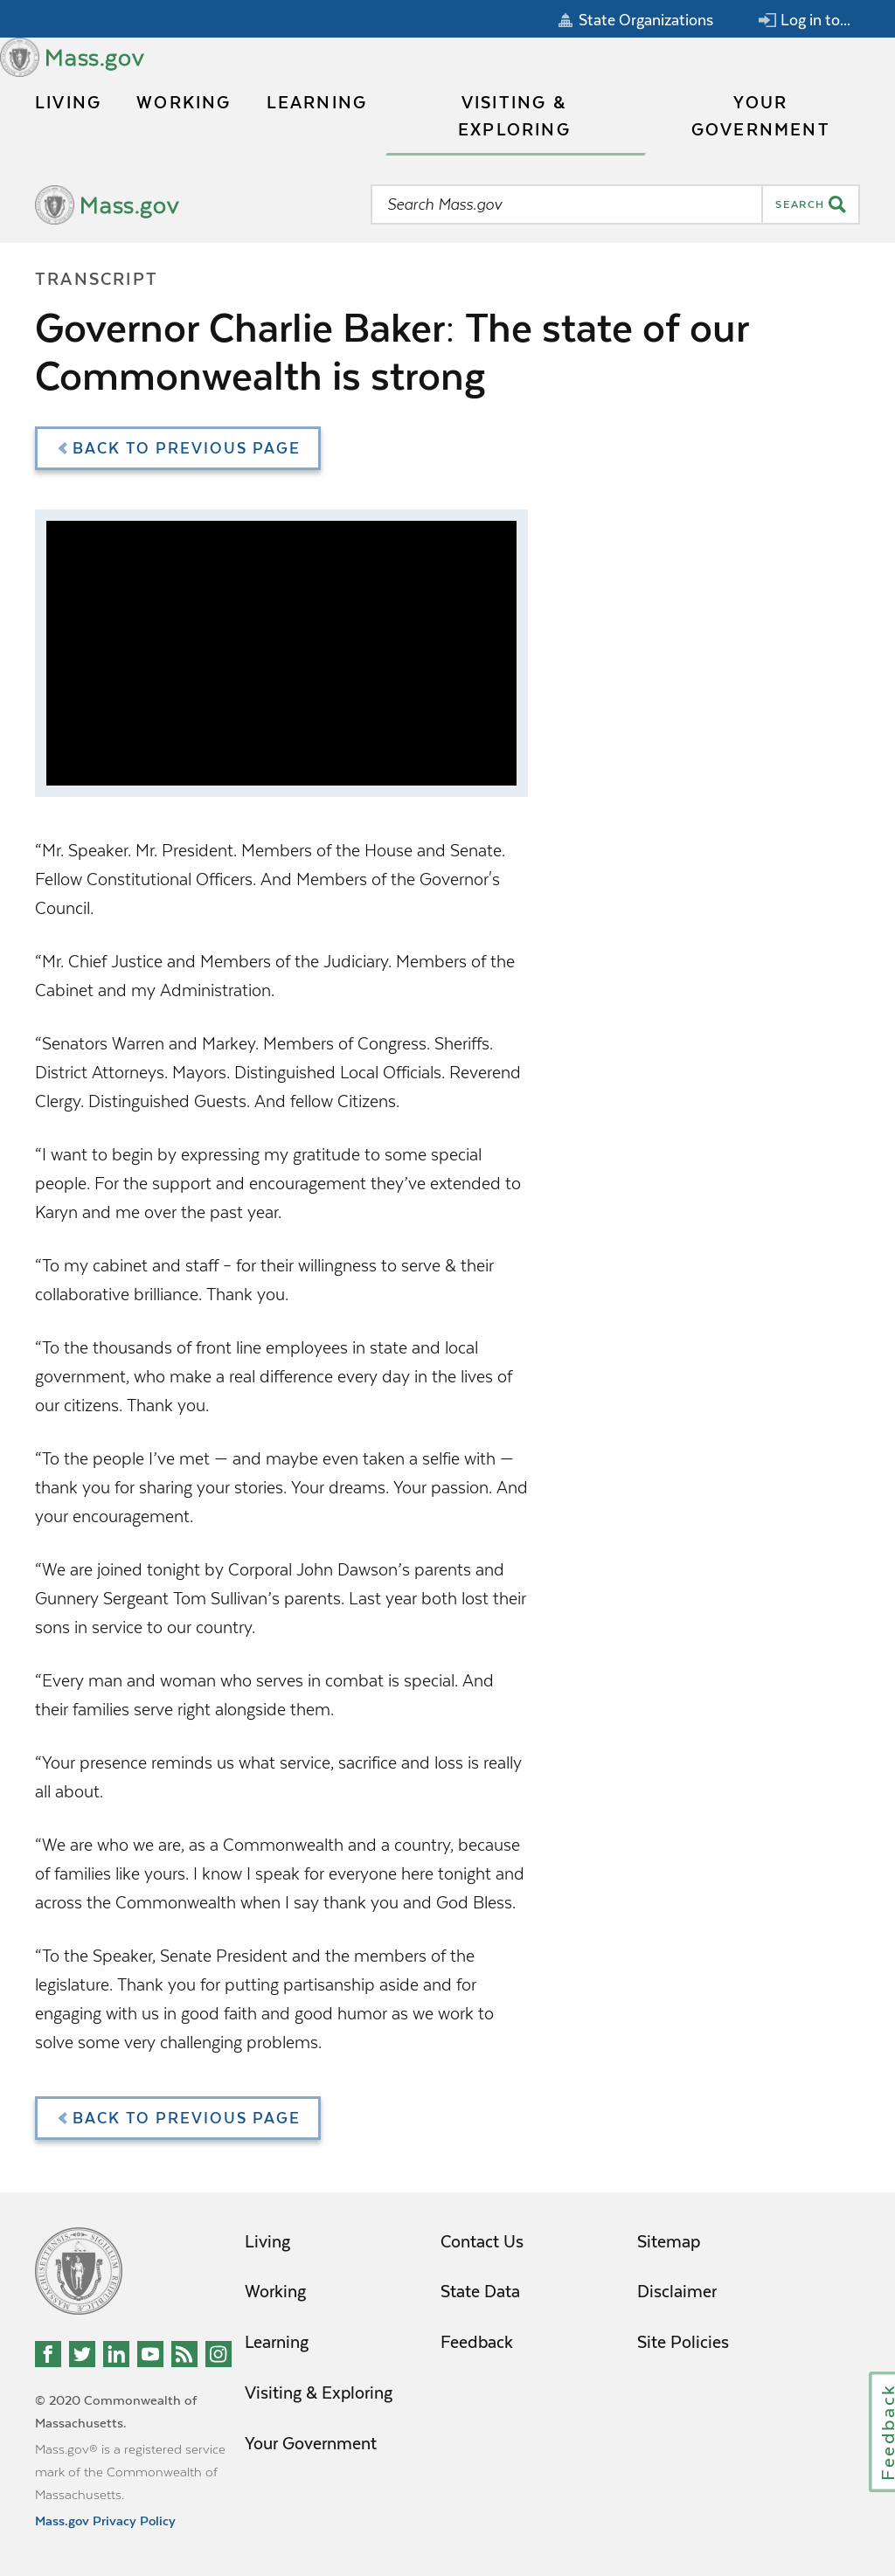 State Organizations
Log in to...
Mass.gov
LIVING
WORKING
LEARNING
VISITING &
EXPLORING
YOUR
GOVERNMENT
Mass.gov
Search Mass.gov
SEARCH
TRANSCRIPT
Governor Charlie Baker: The state of our
Commonwealth is strong
BACK TO PREVIOUS PAGE
“Mr. Speaker. Mr. President. Members of the House and Senate.
Fellow Constitutional Officers. And Members of the Governor's
Council.
“Mr. Chief Justice and Members of the Judiciary. Members of the
Cabinet and my Administration.
“Senators Warren and Markey. Members of Congress. Sheriffs.
District Attorneys. Mayors. Distinguished Local Officials. Reverend
Clergy. Distinguished Guests. And fellow Citizens.
“I want to begin by expressing my gratitude to some special
people. For the support and encouragement they’ve extended to
Karyn and me over the past year.
“To my cabinet and staff – for their willingness to serve & their
collaborative brilliance. Thank you.
“To the thousands of front line employees in state and local
government, who make a real difference every day in the lives of
our citizens. Thank you.
“To the people I’ve met — and maybe even taken a selfie with —
thank you for sharing your stories. Your dreams. Your passion. And
your encouragement.
“We are joined tonight by Corporal John Dawson’s parents and
Gunnery Sergeant Tom Sullivan’s parents. Last year both lost their
sons in service to our country.
“Every man and woman who serves in combat is special. And
their families serve right alongside them.
“Your presence reminds us what service, sacrifice and loss is really
all about.
“We are who we are, as a Commonwealth and a country, because
of families like yours. I know I speak for everyone here tonight and
across the Commonwealth when I say thank you and God Bless.
“To the Speaker, Senate President and the members of the
legislature. Thank you for putting partisanship aside and for
engaging with us in good faith and good humor as we work to
solve some very challenging problems.
BACK TO PREVIOUS PAGE
Living
Working
Learning
Visiting & Exploring
Your Government
Contact Us
State Data
Feedback
Sitemap
Disclaimer
Site Policies
© 2020 Commonwealth of
Massachusetts.
Mass.gov® is a registered service
mark of the Commonwealth of
Massachusetts.
Mass.gov Privacy Policy
Feedback